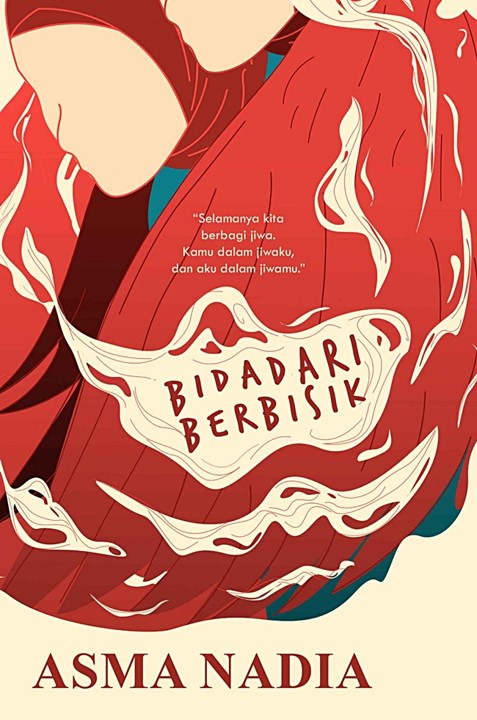 “Selamanya kita
berbagi jiwa.
Kamu dalam jiwaku,
dan aku dalam jiwamu.”
BIDADARI
BERBISIK
ASMA NADIA